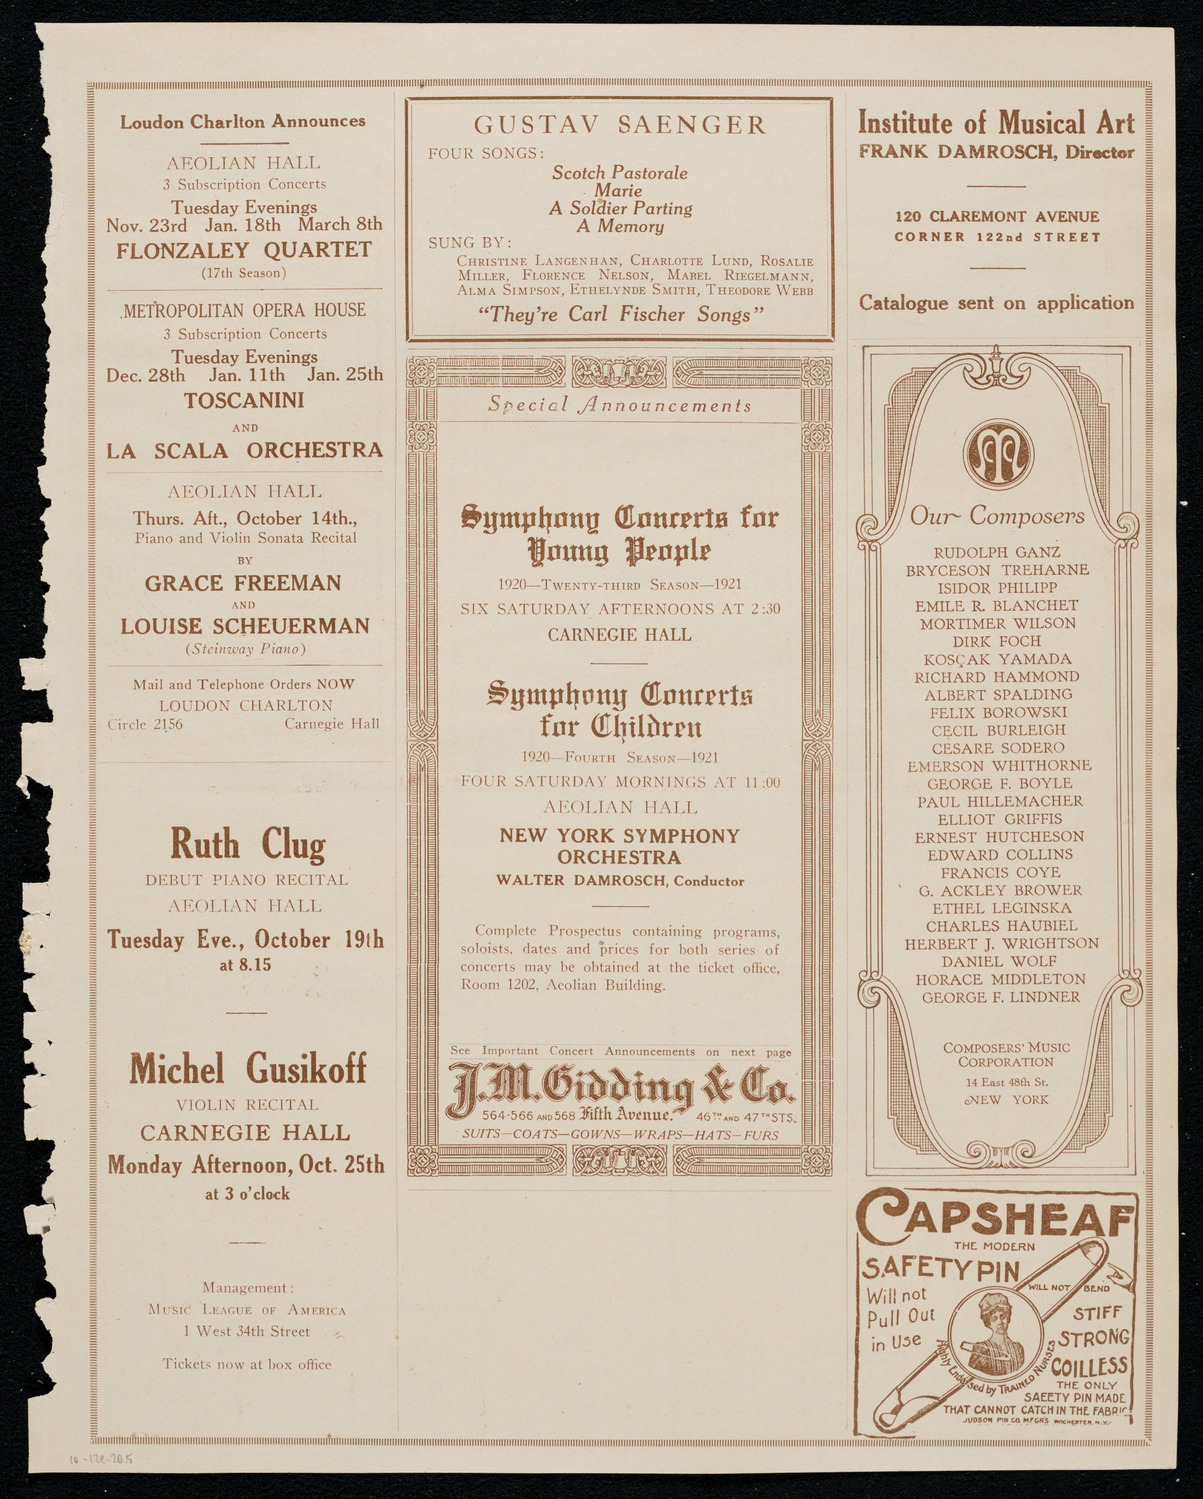 Loudon Charlton Announces
AEOLIAN HALL
3 Subscription Concerts
Tuesday Evenings
Nov. 23rd Jan. 18th March 8th
FLONZALEY QUARTET
(17th Season)
METROPOLITAN OPERA HOUSE
3 Subscription Concerts
Tuesday Evenings
Dec. 28th Jan. 11th Jan. 25th
TOSCANINI
AND
LA SCALA ORCHESTRA
AEOLIAN HALL
Thurs. Aft., October 14th.,
Piano and Violin Sonata Recital
BY
GRACE FREEMAN
AND
LOUISE SCHEUERMAN
(Steinway Piano)
Mail and Telephone Orders NOW
LOUDON CHARLTON
Circle 2156 Carnegie Hall
Ruth Clug
DEBUT PIANO RECITAL
AEOLIAN HALL
Tuesday Eve., October 19th
at 8.15
Michel Gusikoff
VIOLIN RECITAL
CARNEGIE HALL
Monday Afternoon, Oct. 25th
at 3 o'clock
Management:
MUSIC LEAGUE OF AMERICA
1 West 34th Street
Tickets now at box office
GUSTAV SAENGER
FOUR SONGS:
Scotch Pastorale
Marie
A Soldier Parting
A Memory
SUNG BY:
CHRISTINE LANGENHAN, CHARLOTTE LUND, ROSALIE
MILLER, FLORENCE NELSON, MABEL RIEGELMANN,
ALMA SIMPSON, ETHELYNDE SMITH, THEODORE WEBB
"They're Carl Fischer Songs"
Special Announcements
Symphony Concerts for
Young People
1920—TWENTY-THIRD SEASON—1921
SIX SATURDAY AFTERNOONS AT 2:30
CARNEGIE HALL
Symphony Concerts
for Children
1920—FOURTH SEASON—1921
FOUR SATURDAY MORNINGS AT 11:00
AEOLIAN HALL
NEW YORK SYMPHONY
ORCHESTRA
WALTER DAMROSCH, Conductor
Complete Prospectus containing programs,
soloists, dates and prices for both series of
concerts may be obtained at the ticket office,
Room 1202, Aeolian Building.
See Important Concert Announcements on next page
J.M. Gidding & Co.
564-566 AND 568 Fifth Avenue. 46TH AND 47TH STS.
SUITS—COATS—GOWNS—WRAPS—HATS—FURS
Institute of Musical Art
FRANK DAMROSCH, Director
120 CLAREMONT AVENUE
CORNER 122nd STREET
Catalogue sent on application
Our Composers
RUDOLPH GANZ
BRYCESON TREHARNE
ISIDOR PHILIPP
EMILE R. BLANCHET
MORTIMER WILSON
DIRK FOCH
KOSÇAK YAMADA
RICHARD HAMMOND
ALBERT SPALDING
FELIX BOROWSKI
CECIL BURLEIGH
CESARE SODERO
EMERSON WHITHORNE
GEORGE F. BOYLE
PAUL HILLEMACHER
ELLIOT GRIFFIS
ERNEST HUTCHESON
EDWARD COLLINS
FRANCIS COYE
G. ACKLEY BROWER
ETHEL LEGINSKA
CHARLES HAUBIEL
HERBERT J. WRIGHTSON
DANIEL WOLF
HORACE MIDDLETON
GEORGE F. LINDNER
COMPOSERS' MUSIC
CORPORATION
14 East 48th St.
NEW YORK
CAPSHEAF
THE MODERN
SAFETY PIN
WILL NOT BEND
Will not
Pull Out
in Use
STIFF
STRONG
COILLESS
Highly Endorsed by TRAINED NURSES
THE ONLY
SAFETY PIN MADE
THAT CANNOT CATCH IN THE FABRIC
JUDSON PIN CO. MFGRS ROCHESTER, N.Y.
10-12e-20.5